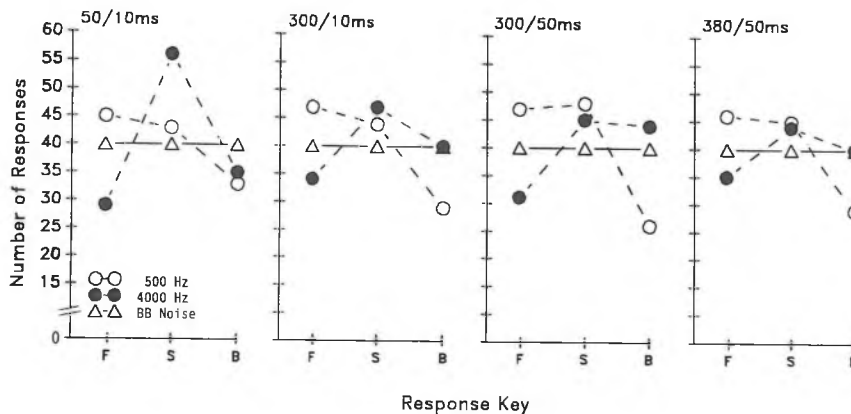 50/10ms
300/10ms
300/50ms
380/50ms
Number of Responses
60
55
50
45
40
35
30
25
20
15
0
500 Hz
4000 Hz
BB Noise
F S B
F S B
F S B
F S
Response Key